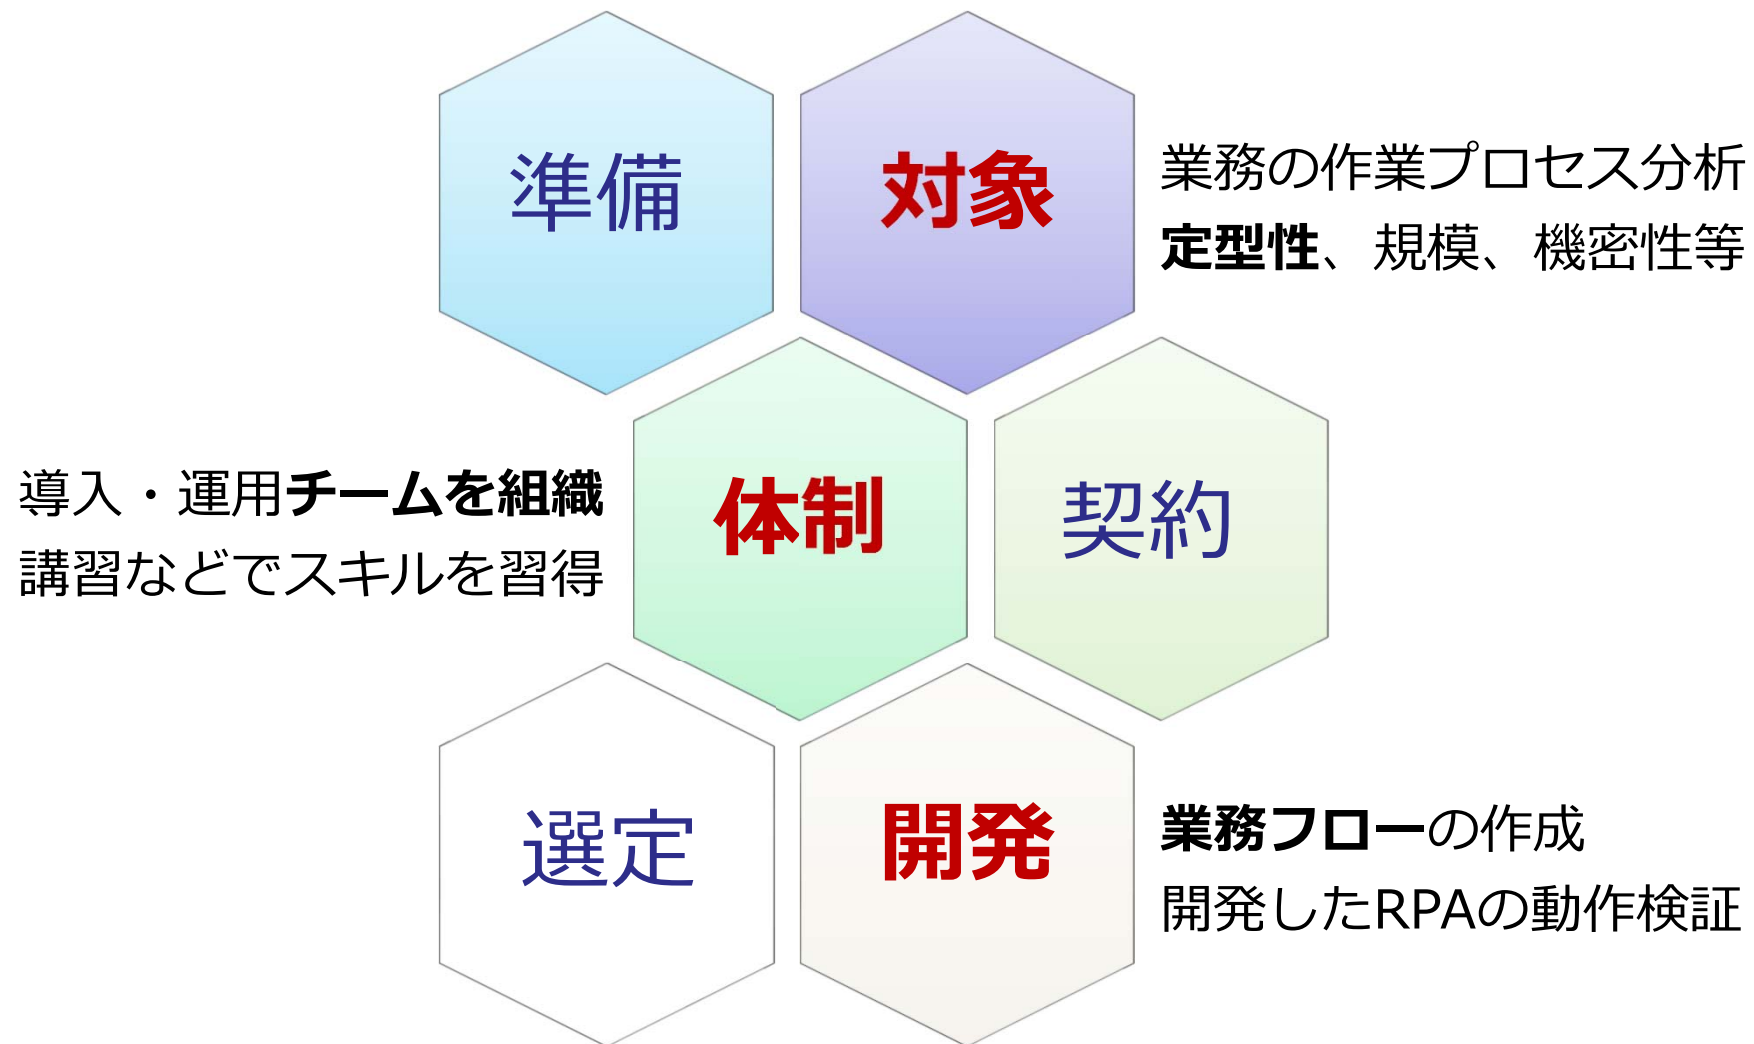 準備
対象
業務の作業プロセス分析
定型性、規模、機密性等
導入・運用チームを組織
講習などでスキルを習得
体制
契約
選定
開発
業務フローの作成
開発したRPAの動作検証